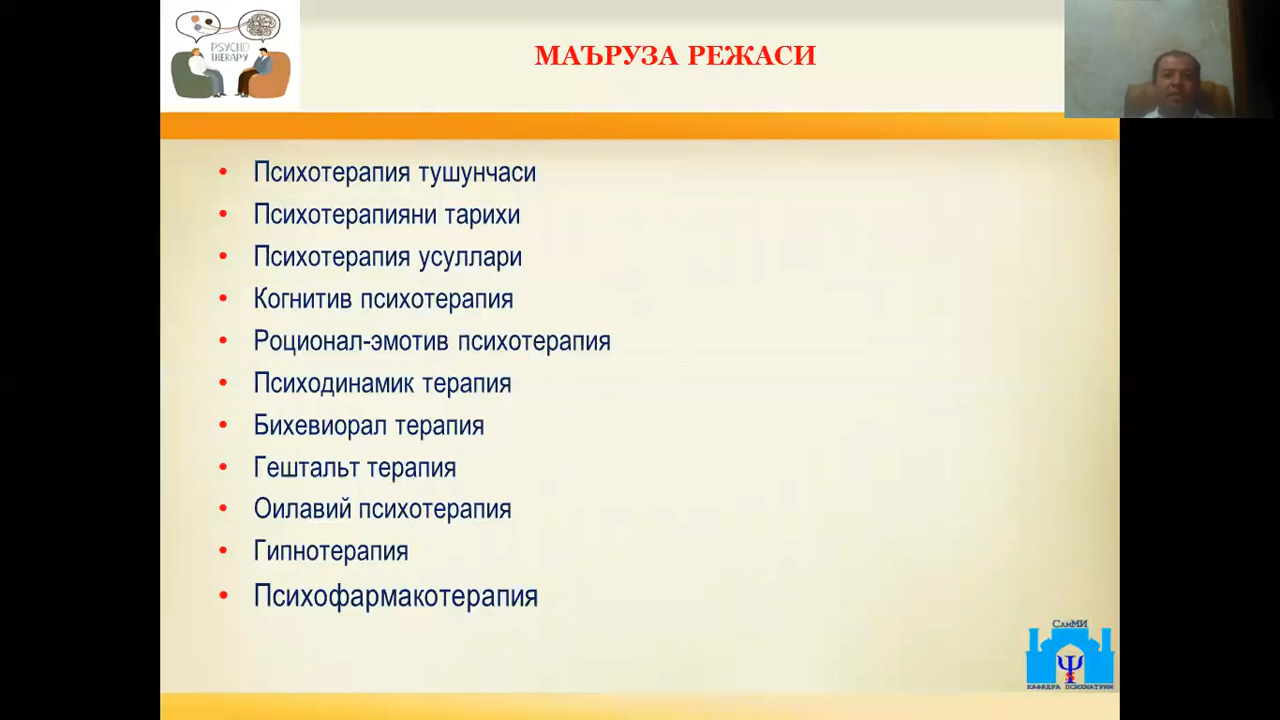 PSYCHO
THERAPY
МАЪРУЗА РЕЖАСИ
• Психотерапия тушунчаси
• Психотерапияни тарихи
• Психотерапия усуллари
• Когнитив психотерапия
• Роционал-эмотив психотерапия
• Психодинамик терапия
• Бихевиорал терапия
• Гештальт терапия
• Оилавий психотерапия
• Гипнотерапия
• Психофармакотерапия
СамМИ
КАФЕДРА ПСИХИАТРИИ